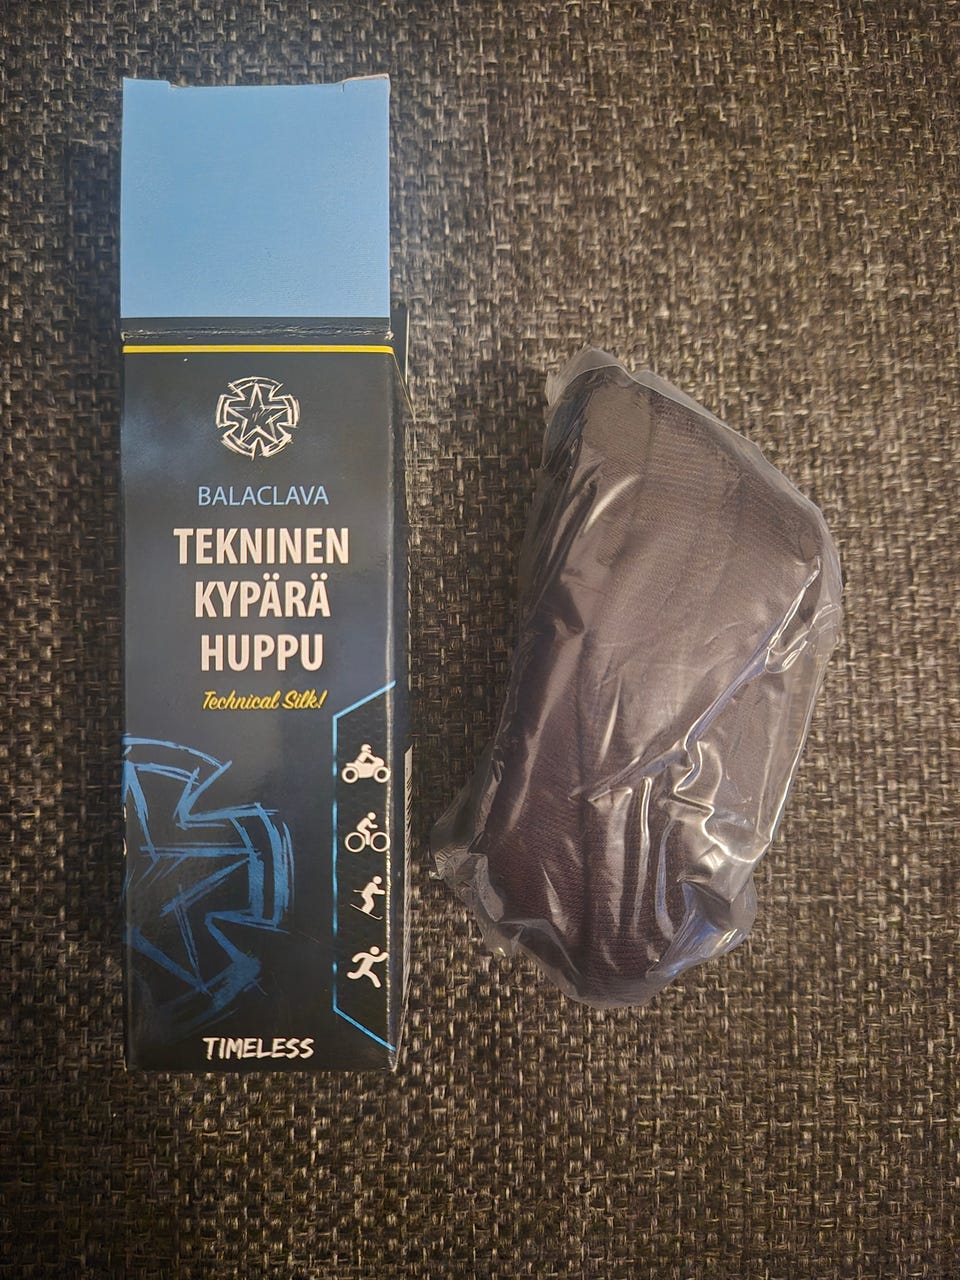 BALACLAVA
TEKNINEN
KYPÄRÄ
HUPPU
Technical Silk!
TIMELESS